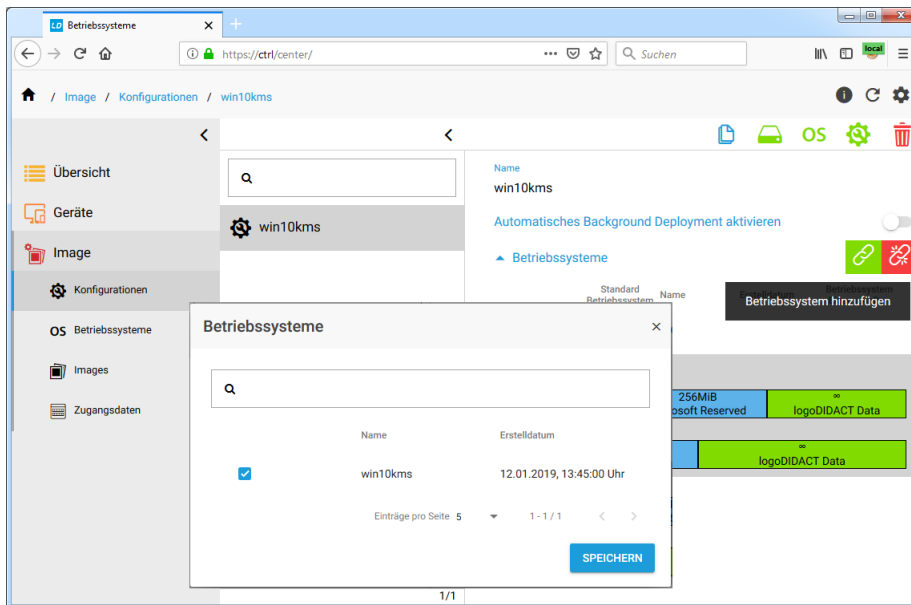 LD Betriebssysteme
https://ctrl/center/
Suchen
local
/ Image / Konfigurationen / win10kms
OS
Übersicht
Geräte
Image
Konfigurationen
OS Betriebssysteme
Images
Zugangsdaten
win10kms
1/1
Name
win10kms
Automatisches Background Deployment aktivieren
Betriebssysteme
Standard
Betriebssystem
Name
Erstelldatum
Betriebssystem
Betriebssystem hinzufügen
256MiB
osoft Reserved
∞
logoDIDACT Data
∞
logoDIDACT Data
Betriebssysteme
Name
Erstelldatum
win10kms
12.01.2019, 13:45:00 Uhr
Einträge pro Seite 5
1 - 1 / 1
SPEICHERN